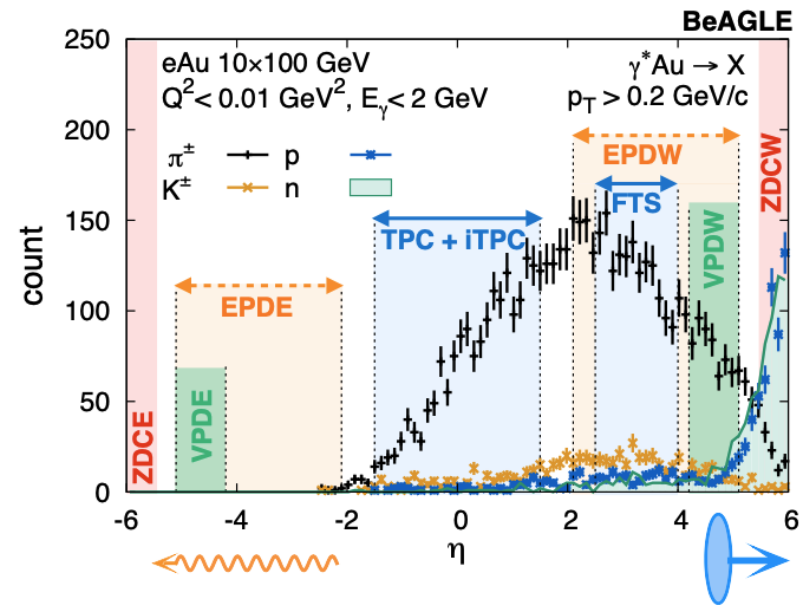 BeAGLE
250
200
150
100
50
0
count
eAu 10×100 GeV
Q² < 0.01 GeV², Eγ < 2 GeV
γ*Au → X
pT > 0.2 GeV/c
π± p
K± n
EPDW
FTS
TPC + iTPC
EPDE
ZDCE
VPDE
VPDW
ZDCW
-6 -4 -2 0 2 4 6
η